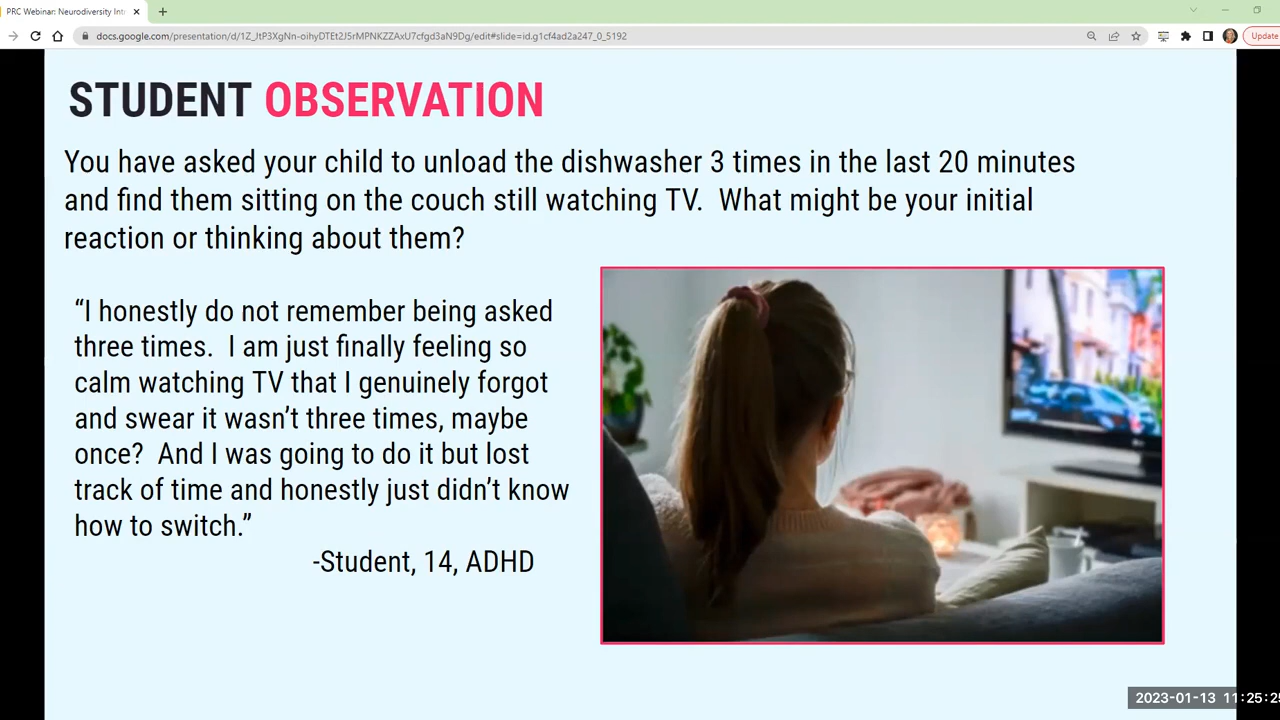 PRC Webinar: Neurodiversity Int
docs.google.com/presentation/d/1Z_JtP3XgNn-oihyDTEt2J5rMPNKZZAxU7cfgd3aN9Dg/edit#slide=id.g1cf4ad2a247_0_5192
Update
STUDENT OBSERVATION
You have asked your child to unload the dishwasher 3 times in the last 20 minutes
and find them sitting on the couch still watching TV.  What might be your initial
reaction or thinking about them?
“I honestly do not remember being asked
three times.  I am just finally feeling so
calm watching TV that I genuinely forgot
and swear it wasn’t three times, maybe
once?  And I was going to do it but lost
track of time and honestly just didn’t know
how to switch.”
-Student, 14, ADHD
2023-01-13 11:25:25